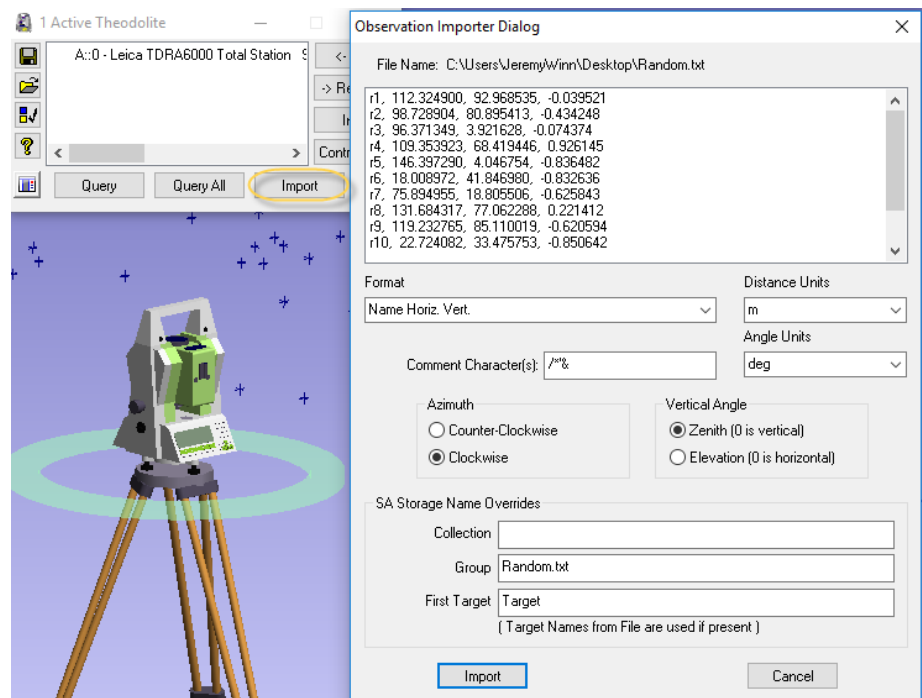 1 Active Theodolite
A::0 - Leica TDRA6000 Total Station
<-
-> Re
Contr
Query
Query All
Import
Observation Importer Dialog
File Name: C:\Users\JeremyWinn\Desktop\Random.txt
r1, 112.324900, 92.968535, -0.039521
r2, 98.728904, 80.895413, -0.434248
r3, 96.371349, 3.921628, -0.074374
r4, 109.353923, 68.419446, 0.926145
r5, 146.397290, 4.046754, -0.836482
r6, 18.008972, 41.846980, -0.832636
r7, 75.894955, 18.805506, -0.625843
r8, 131.684317, 77.062288, 0.221412
r9, 119.232765, 85.110019, -0.620594
r10, 22.724082, 33.475753, -0.850642
Format
Distance Units
Name Horiz. Vert.
m
Angle Units
Comment Character(s):
deg
Azimuth
Vertical Angle
Counter-Clockwise
Zenith (0 is vertical)
Clockwise
Elevation (0 is horizontal)
SA Storage Name Overrides
Collection
Group
Random.txt
First Target
Target
( Target Names from File are used if present )
Import
Cancel